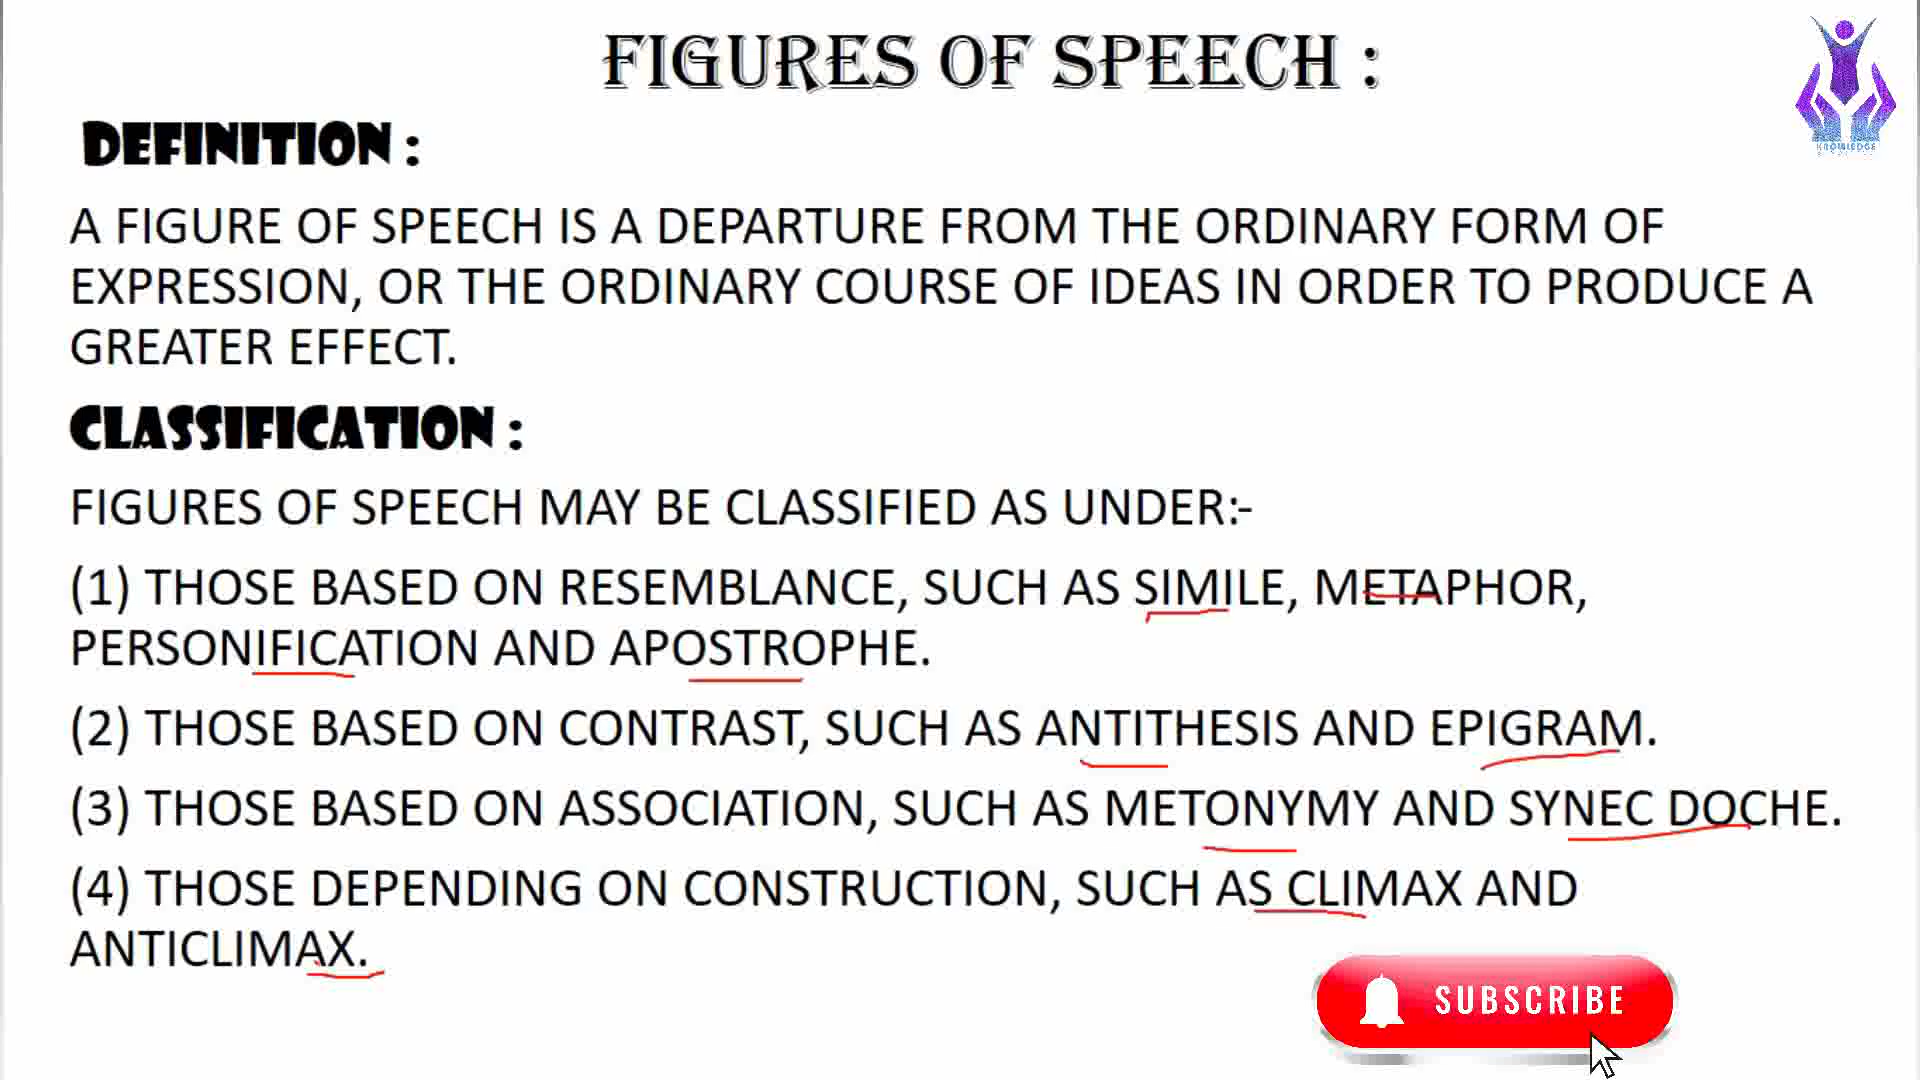 FIGURES OF SPEECH :
DEFINITION :
A FIGURE OF SPEECH IS A DEPARTURE FROM THE ORDINARY FORM OF
EXPRESSION, OR THE ORDINARY COURSE OF IDEAS IN ORDER TO PRODUCE A
GREATER EFFECT.
CLASSIFICATION :
FIGURES OF SPEECH MAY BE CLASSIFIED AS UNDER:-
(1) THOSE BASED ON RESEMBLANCE, SUCH AS SIMILE, METAPHOR,
PERSONIFICATION AND APOSTROPHE.
(2) THOSE BASED ON CONTRAST, SUCH AS ANTITHESIS AND EPIGRAM.
(3) THOSE BASED ON ASSOCIATION, SUCH AS METONYMY AND SYNEC DOCHE.
(4) THOSE DEPENDING ON CONSTRUCTION, SUCH AS CLIMAX AND
ANTICLIMAX.
KNOWLEDGE
SUBSCRIBE